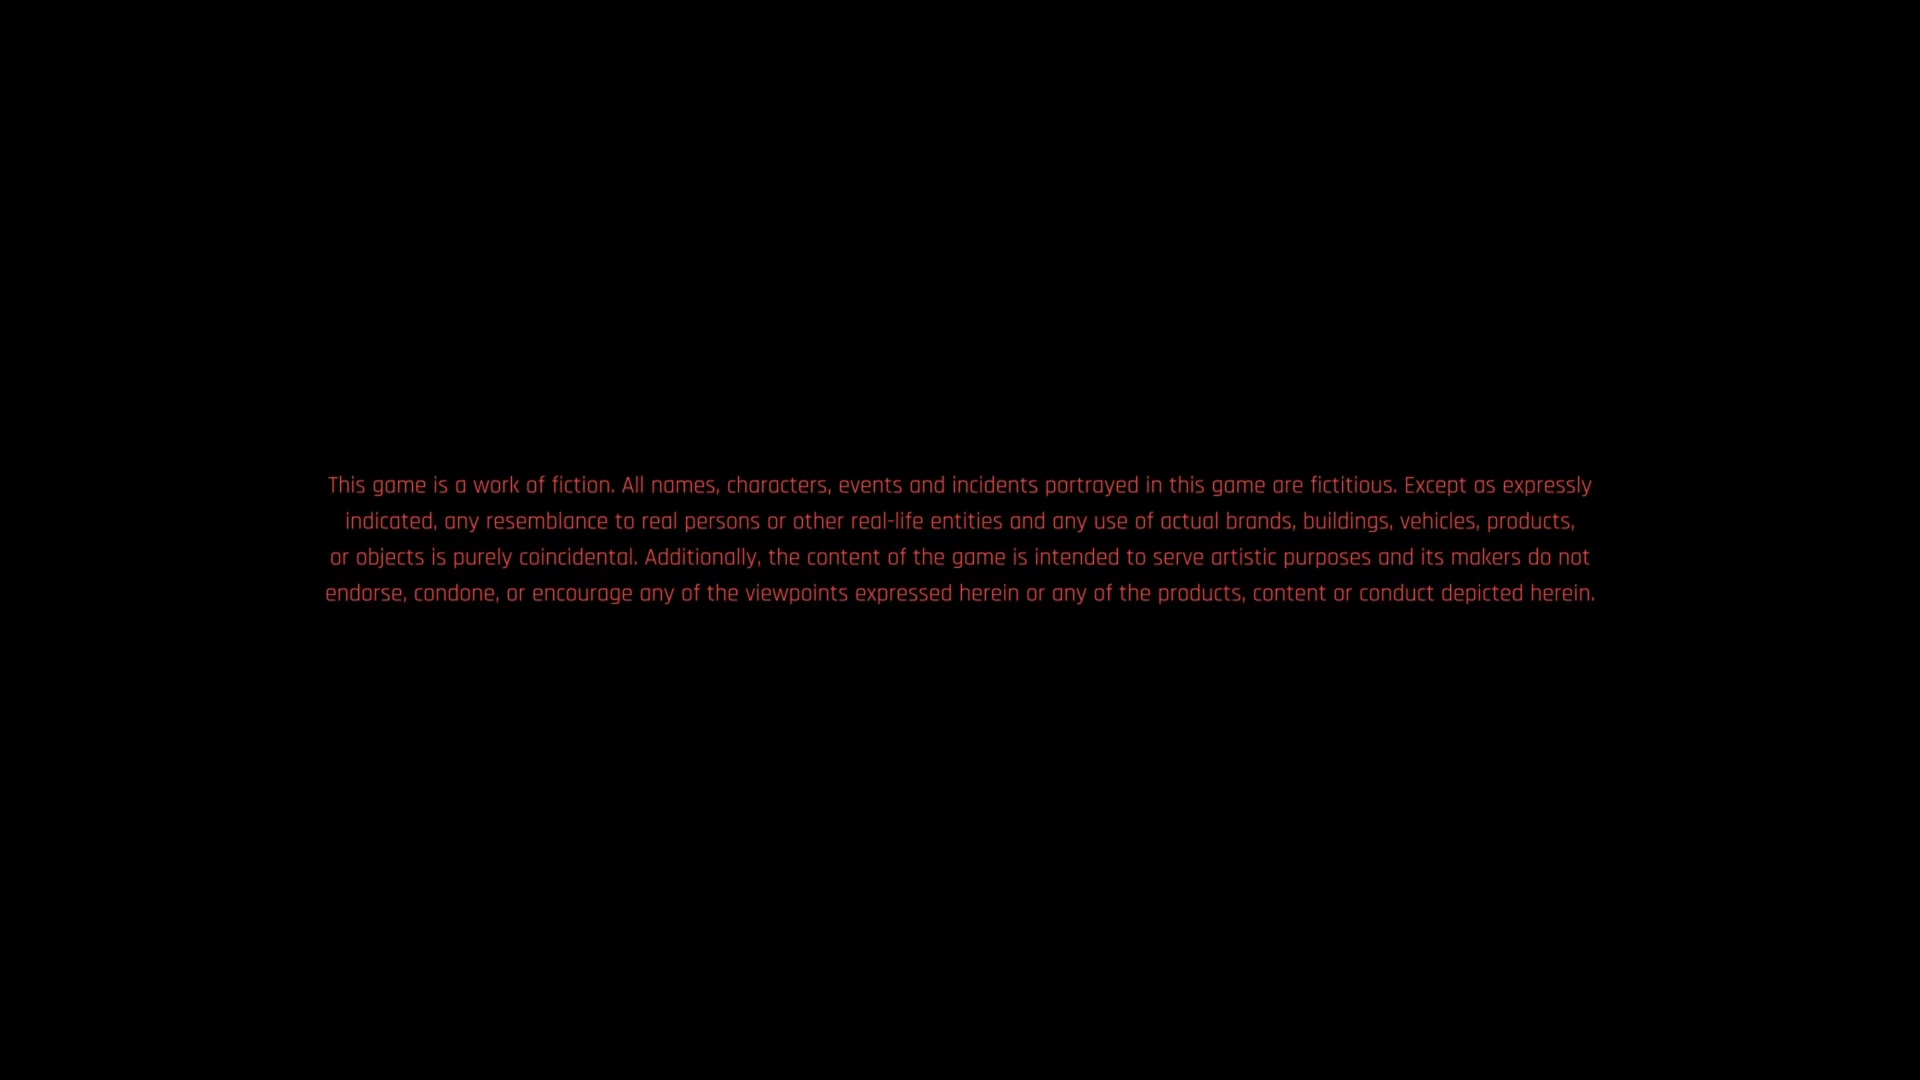 This game is a work of fiction. All names, characters, events and incidents portrayed in this game are fictitious. Except as expressly
indicated, any resemblance to real persons or other real-life entities and any use of actual brands, buildings, vehicles, products,
or objects is purely coincidental. Additionally, the content of the game is intended to serve artistic purposes and its makers do not
endorse, condone, or encourage any of the viewpoints expressed herein or any of the products, content or conduct depicted herein.